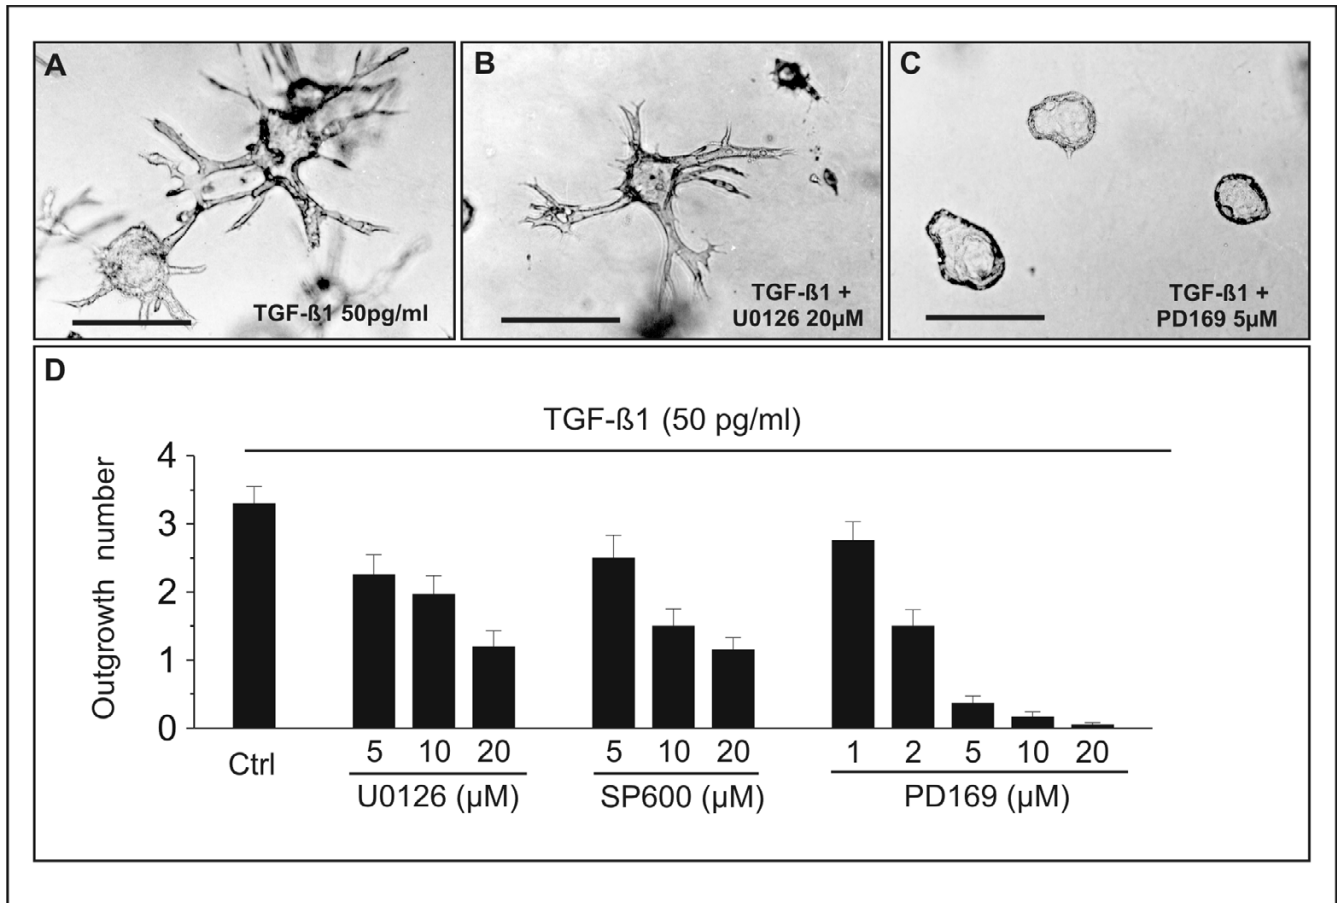 A
TGF-ß1 50pg/ml
B
TGF-ß1 +
U0126 20µM
C
TGF-ß1 +
PD169 5µM
D
TGF-ß1 (50 pg/ml)
Outgrowth number
4
3
2
1
0
Ctrl
5 10 20
U0126 (µM)
5 10 20
SP600 (µM)
1 2 5 10 20
PD169 (µM)